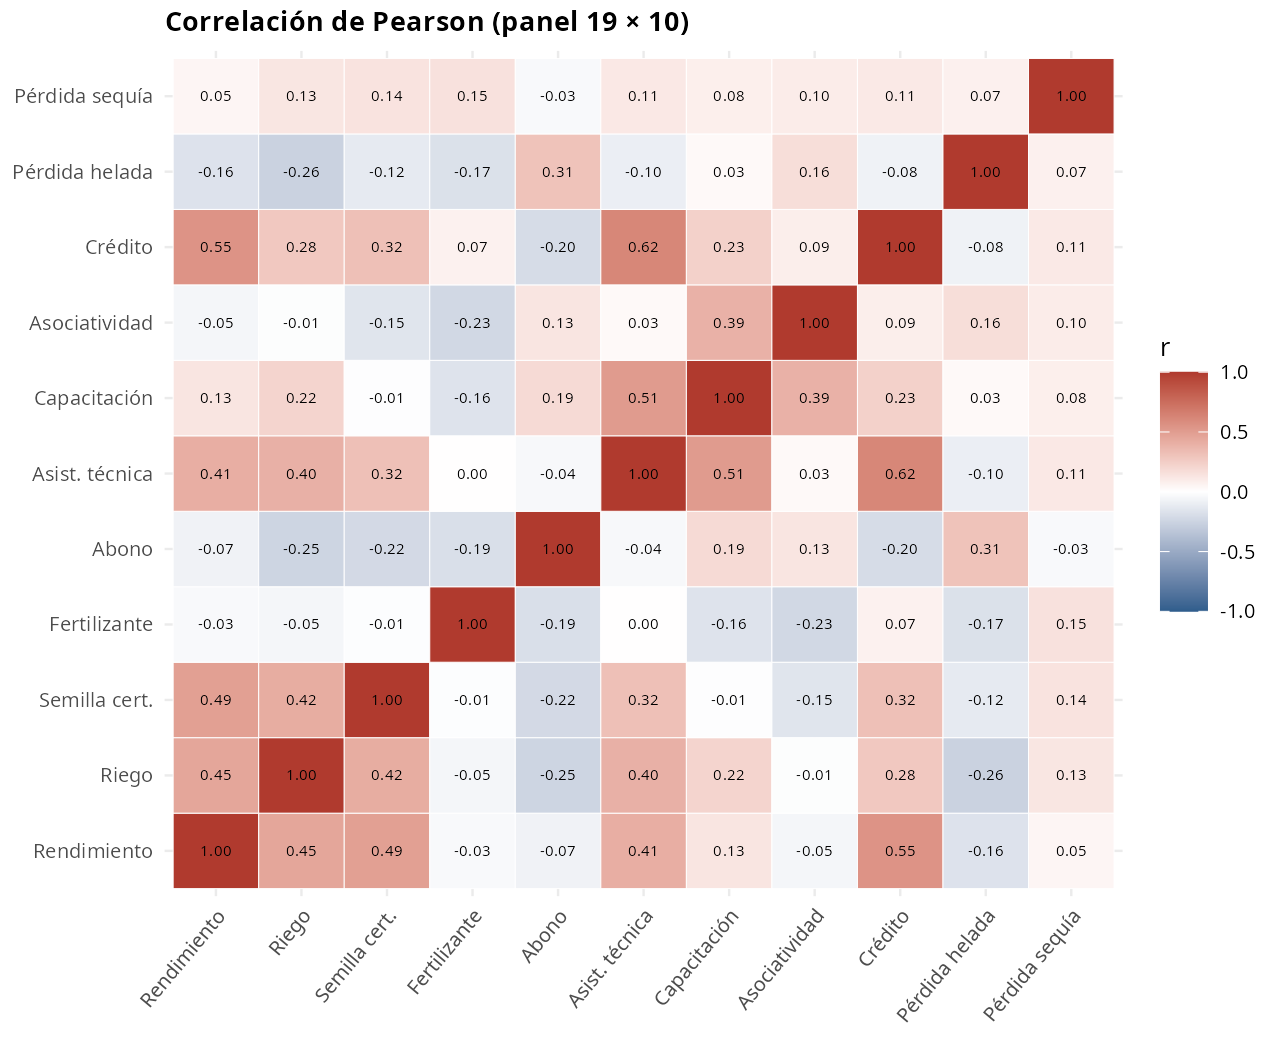 Correlación de Pearson (panel 19 × 10)
Pérdida sequía 0.05 0.13 0.14 0.15 -0.03 0.11 0.08 0.10 0.11 0.07 1.00
Pérdida helada -0.16 -0.26 -0.12 -0.17 0.31 -0.10 0.03 0.16 -0.08 1.00 0.07
Crédito 0.55 0.28 0.32 0.07 -0.20 0.62 0.23 0.09 1.00 -0.08 0.11
Asociatividad -0.05 -0.01 -0.15 -0.23 0.13 0.03 0.39 1.00 0.09 0.16 0.10
Capacitación 0.13 0.22 -0.01 -0.16 0.19 0.51 1.00 0.39 0.23 0.03 0.08
Asist. técnica 0.41 0.40 0.32 0.00 -0.04 1.00 0.51 0.03 0.62 -0.10 0.11
Abono -0.07 -0.25 -0.22 -0.19 1.00 -0.04 0.19 0.13 -0.20 0.31 -0.03
Fertilizante -0.03 -0.05 -0.01 1.00 -0.19 0.00 -0.16 -0.23 0.07 -0.17 0.15
Semilla cert. 0.49 0.42 1.00 -0.01 -0.22 0.32 -0.01 -0.15 0.32 -0.12 0.14
Riego 0.45 1.00 0.42 -0.05 -0.25 0.40 0.22 -0.01 0.28 -0.26 0.13
Rendimiento 1.00 0.45 0.49 -0.03 -0.07 0.41 0.13 -0.05 0.55 -0.16 0.05
Rendimiento
Riego
Semilla cert.
Fertilizante
Abono
Asist. técnica
Capacitación
Asociatividad
Crédito
Pérdida helada
Pérdida sequía
r
1.0
0.5
0.0
-0.5
-1.0